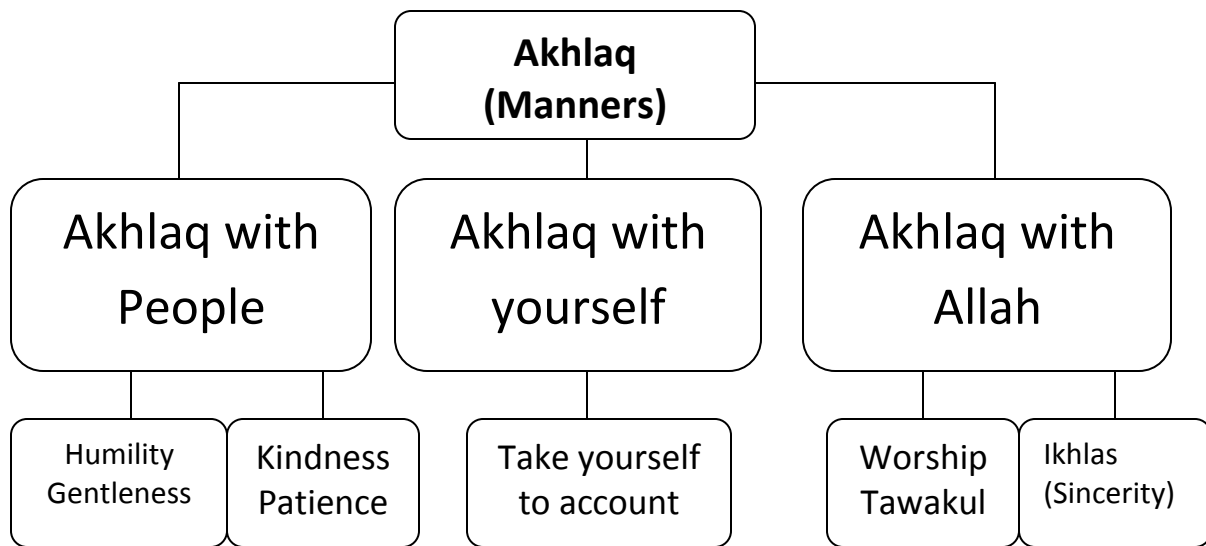 Akhlaq
(Manners)
Akhlaq with
People
Akhlaq with
yourself
Akhlaq with
Allah
Humility
Gentleness
Kindness
Patience
Take yourself
to account
Worship
Tawakul
Ikhlas
(Sincerity)